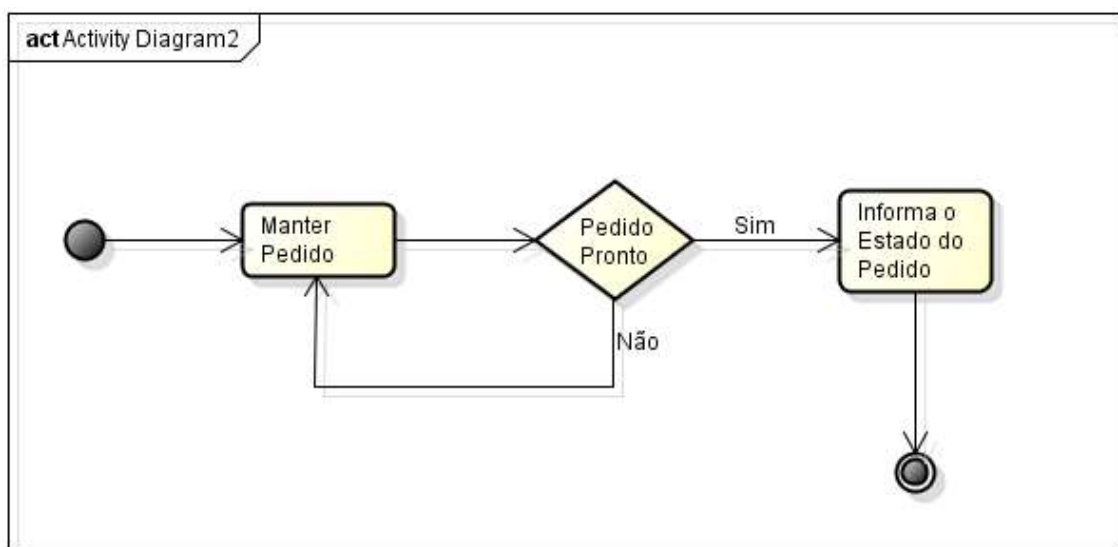 act Activity Diagram2
Manter
Pedido
Pedido
Pronto
Sim
Informa o
Estado do
Pedido
Não